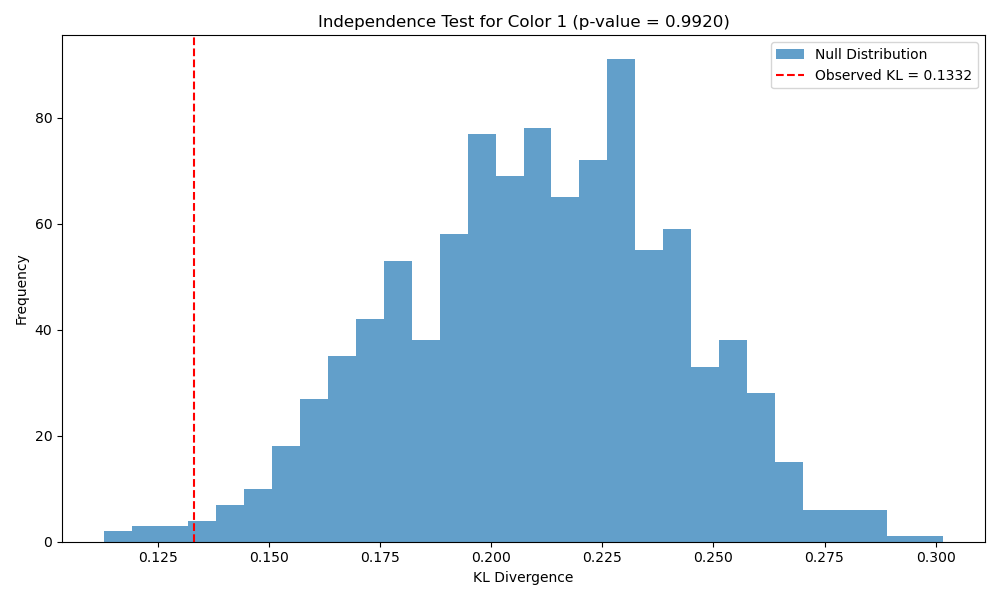 Independence Test for Color 1 (p-value = 0.9920)
Null Distribution
Observed KL = 0.1332
Frequency
80
60
40
20
0
0.125 0.150 0.175 0.200 0.225 0.250 0.275 0.300
KL Divergence